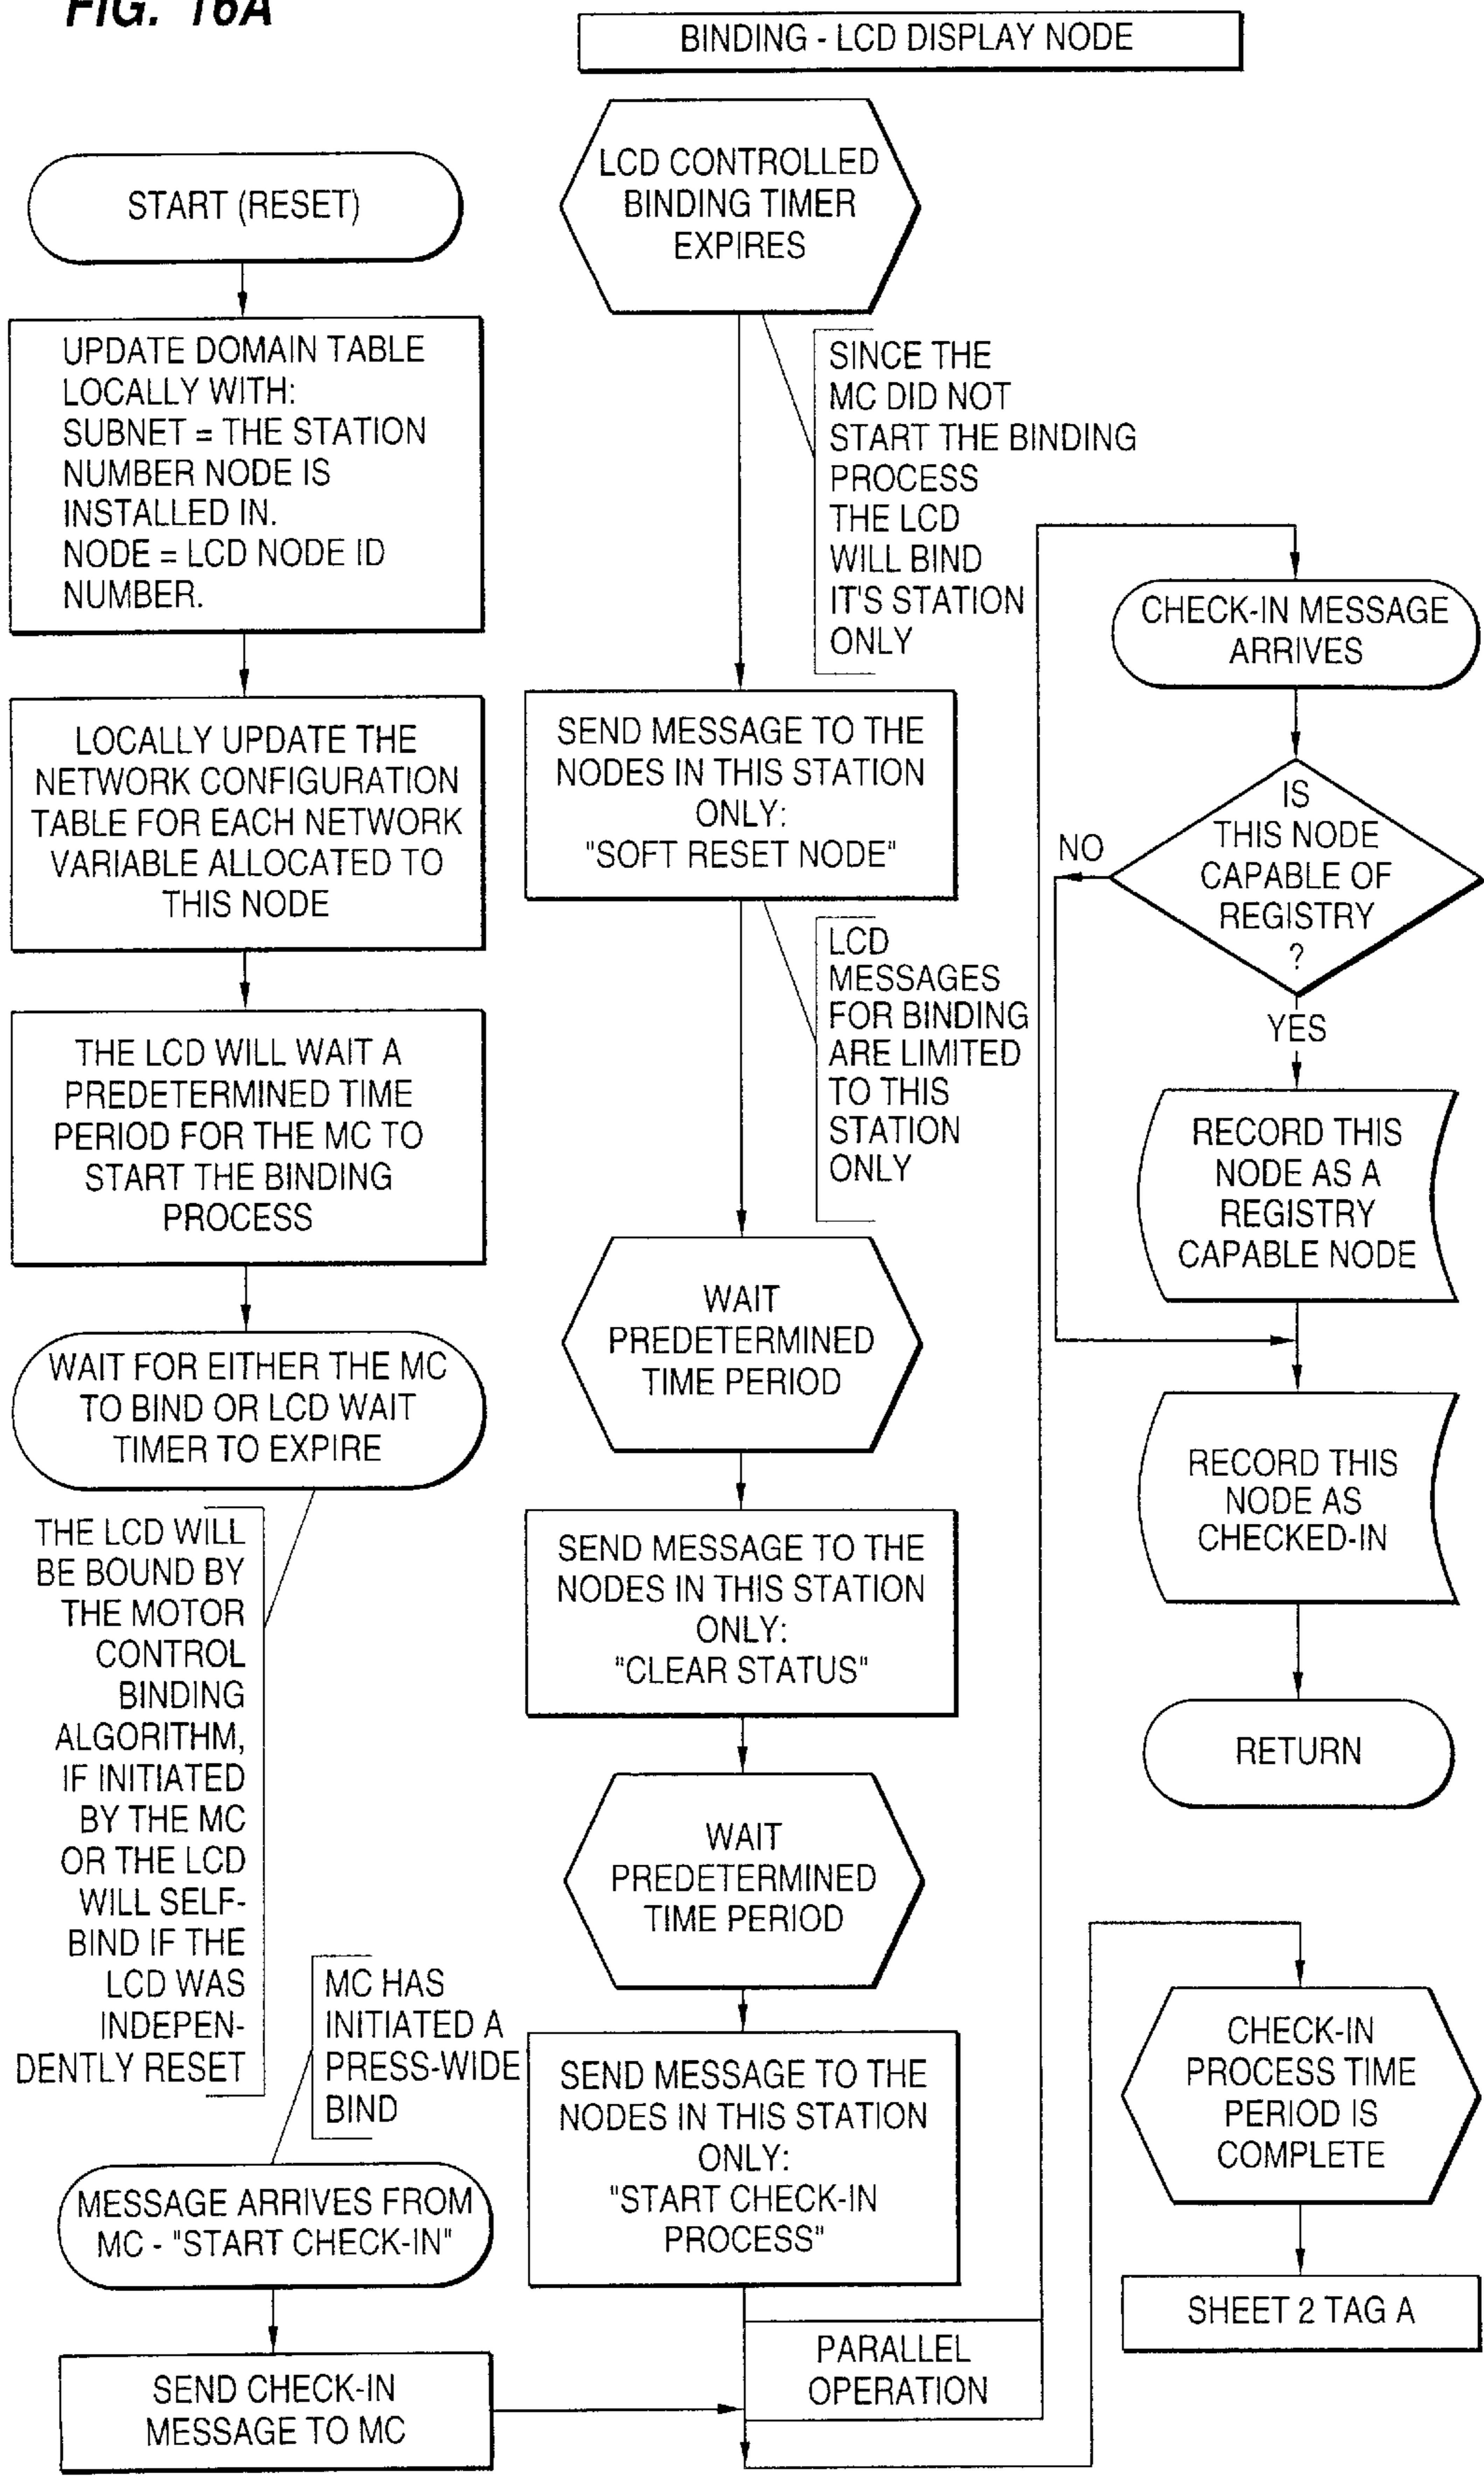 FIG. 16A
BINDING - LCD DISPLAY NODE
START (RESET)
UPDATE DOMAIN TABLE
LOCALLY WITH:
SUBNET = THE STATION
NUMBER NODE IS
INSTALLED IN.
NODE = LCD NODE ID
NUMBER.
LOCALLY UPDATE THE
NETWORK CONFIGURATION
TABLE FOR EACH NETWORK
VARIABLE ALLOCATED TO
THIS NODE
THE LCD WILL WAIT A
PREDETERMINED TIME
PERIOD FOR THE MC TO
START THE BINDING
PROCESS
WAIT FOR EITHER THE MC
TO BIND OR LCD WAIT
TIMER TO EXPIRE
THE LCD WILL
BE BOUND BY
THE MOTOR
CONTROL
BINDING
ALGORITHM,
IF INITIATED
BY THE MC
OR THE LCD
WILL SELF-
BIND IF THE
LCD WAS
INDEPEN-
DENTLY RESET
MC HAS
INITIATED A
PRESS-WIDE
BIND
MESSAGE ARRIVES FROM
MC - "START CHECK-IN"
SEND CHECK-IN
MESSAGE TO MC
LCD CONTROLLED
BINDING TIMER
EXPIRES
SINCE THE
MC DID NOT
START THE BINDING
PROCESS
THE LCD
WILL BIND
IT'S STATION
ONLY
SEND MESSAGE TO THE
NODES IN THIS STATION
ONLY:
"SOFT RESET NODE"
LCD
MESSAGES
FOR BINDING
ARE LIMITED
TO THIS
STATION
ONLY
WAIT
PREDETERMINED
TIME PERIOD
SEND MESSAGE TO THE
NODES IN THIS STATION
ONLY:
"CLEAR STATUS"
WAIT
PREDETERMINED
TIME PERIOD
SEND MESSAGE TO THE
NODES IN THIS STATION
ONLY:
"START CHECK-IN
PROCESS"
PARALLEL
OPERATION
CHECK-IN MESSAGE
ARRIVES
IS
THIS NODE
CAPABLE OF
REGISTRY
?
NO
YES
RECORD THIS
NODE AS A
REGISTRY
CAPABLE NODE
RECORD THIS
NODE AS
CHECKED-IN
RETURN
CHECK-IN
PROCESS TIME
PERIOD IS
COMPLETE
SHEET 2 TAG A